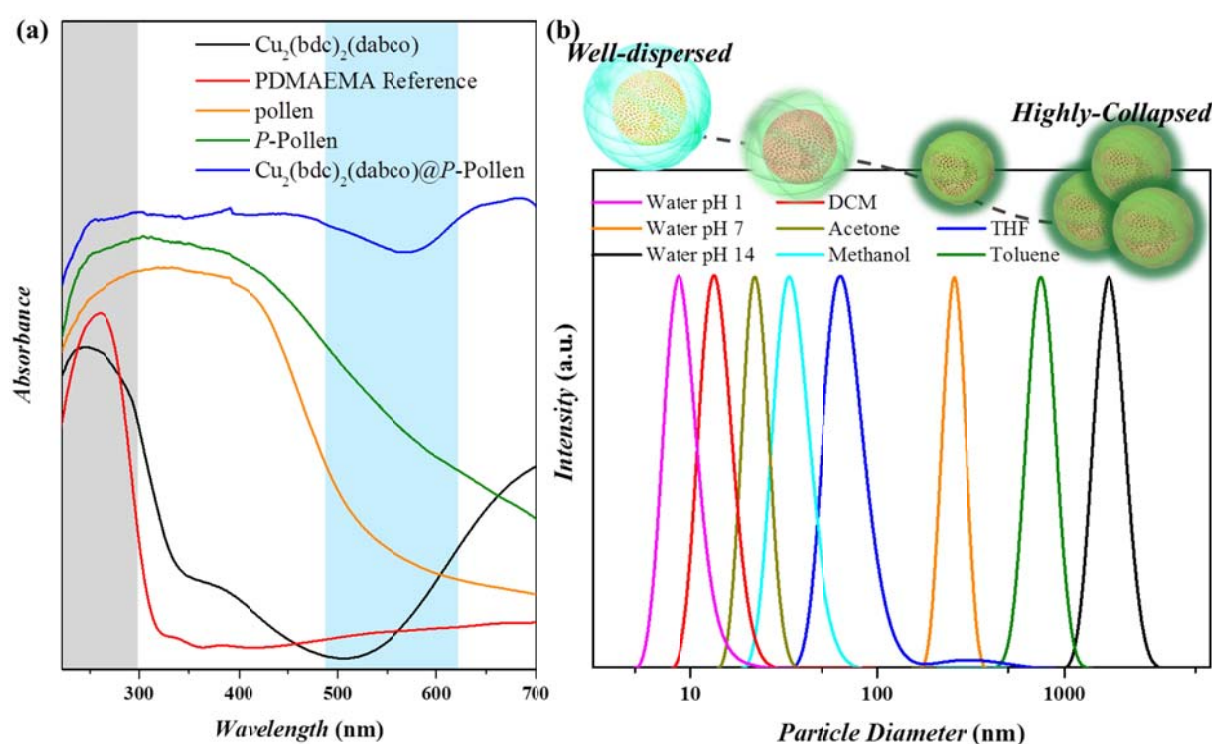 (a)
Cu2(bdc)2(dabco)
PDMAEMA Reference
pollen
P-Pollen
Cu2(bdc)2(dabco)@P-Pollen
Absorbance
300
400
500
600
700
Wavelength (nm)
(b)
Well-dispersed
Highly-Collapsed
Water pH 1
DCM
Water pH 7
Acetone
THF
Water pH 14
Methanol
Toluene
Intensity (a.u.)
10
100
1000
Particle Diameter (nm)